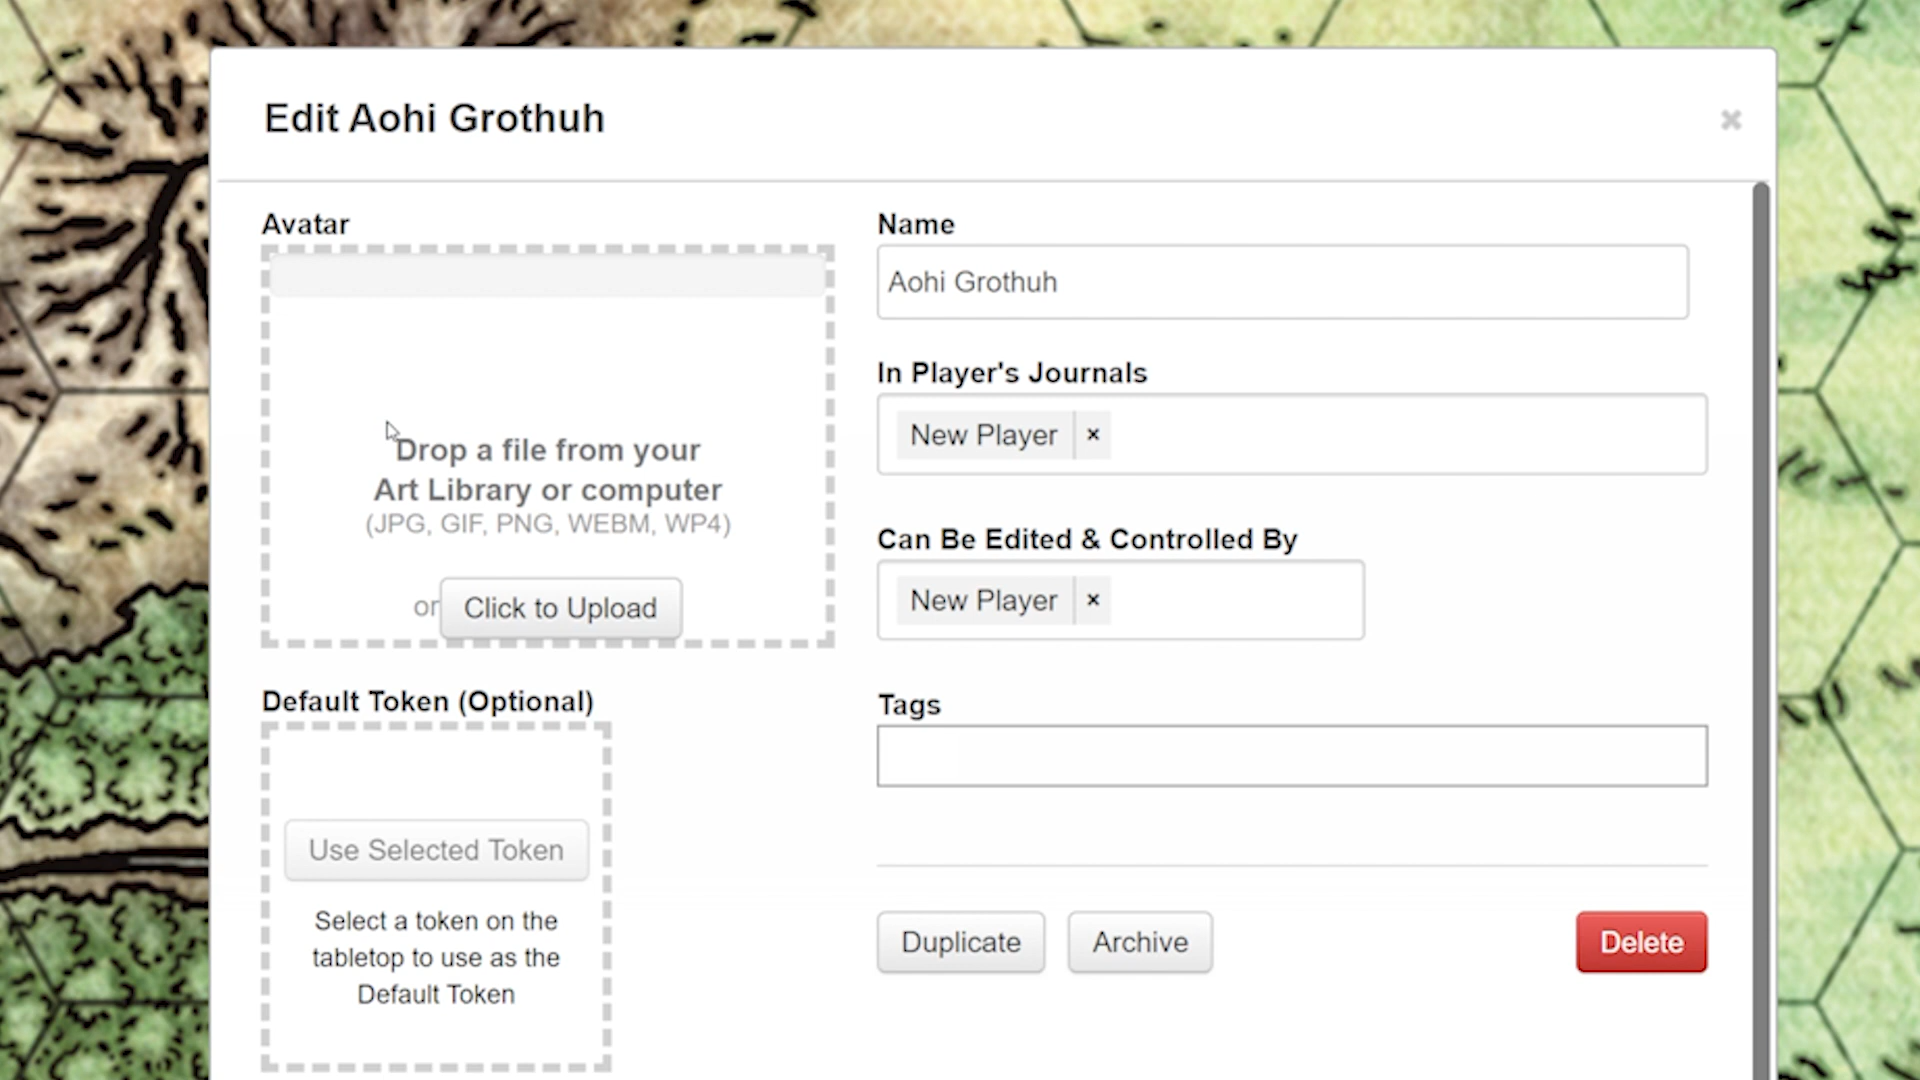 Edit Aohi Grothuh
×
Avatar
Drop a file from your
Art Library or computer
(JPG, GIF, PNG, WEBM, WP4)
or Click to Upload
Default Token (Optional)
Use Selected Token
Select a token on the
tabletop to use as the
Default Token
Name
Aohi Grothuh
In Player's Journals
New Player ×
Can Be Edited & Controlled By
New Player ×
Tags
Duplicate Archive Delete